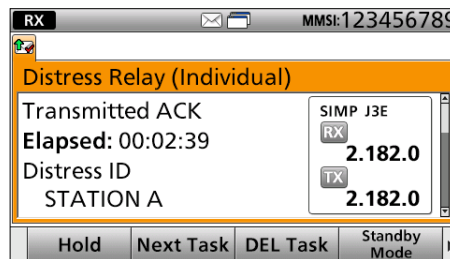 RX MMSI:123456789
Distress Relay (Individual)
Transmitted ACK
Elapsed: 00:02:39
Distress ID
STATION A
SIMP J3E
RX
2.182.0
TX
2.182.0
Hold Next Task DEL Task Standby Mode